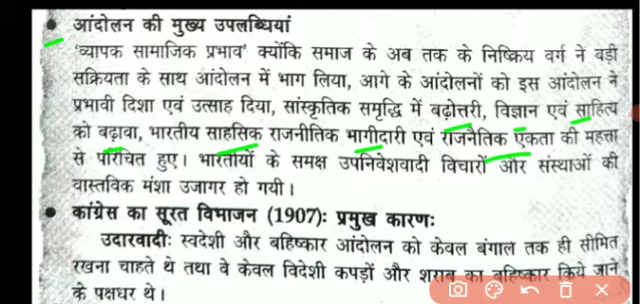 आंदोलन की मुख्य उपलब्धियां
'व्यापक सामाजिक प्रभाव' क्योंकि समाज के अब तक के निष्क्रिय वर्ग ने बड़ी
सक्रियता के साथ आंदोलन में भाग लिया, आगे के आंदोलनों को इस आंदोलन ने
प्रभावी दिशा एवं उत्साह दिया, सांस्कृतिक समृद्धि में बढ़ोत्तरी, विज्ञान एवं साहित्य
को बढ़ावा, भारतीय साहसिक राजनीतिक भागीदारी एवं राजनैतिक एकता की महत्ता
से परिचित हुए। भारतीयों के समक्ष उपनिवेशवादी विचारों और संस्थाओं की
वास्तविक मंशा उजागर हो गयी।
कांग्रेस का सूरत विभाजन (1907): प्रमुख कारण:
उदारवादी: स्वदेशी और बहिष्कार आंदोलन को केवल बंगाल तक ही सीमित
रखना चाहते थे तथा वे केवल विदेशी कपड़ों और शराब का बहिष्कार किये जाने
के पक्षधर थे।